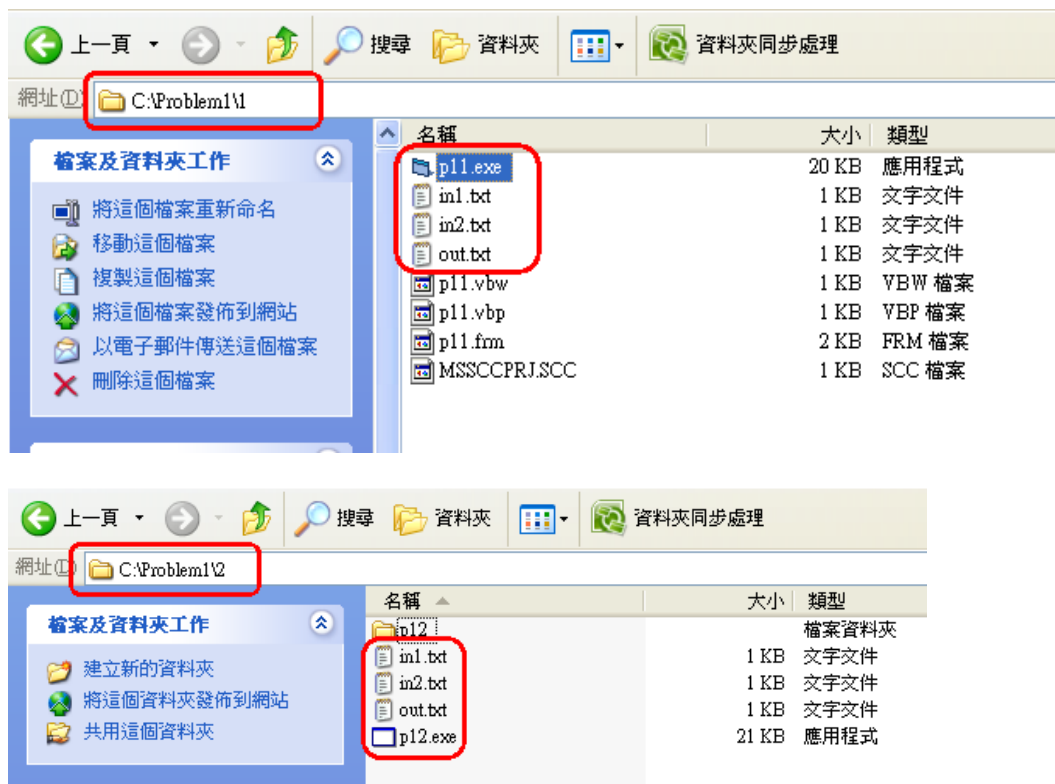 上一頁 搜尋 資料夾 資料夾同步處理
網址(D) C:\Problem1\1
名稱 大小 類型
檔案及資料夾工作
p11.exe 20 KB 應用程式
將這個檔案重新命名
in1.txt 1 KB 文字文件
in2.txt 1 KB 文字文件
移動這個檔案
out.txt 1 KB 文字文件
複製這個檔案
p11.vbw 1 KB VBW 檔案
將這個檔案發佈到網站
p11.vbp 1 KB VBP 檔案
以電子郵件傳送這個檔案
p11.frm 2 KB FRM 檔案
MSSCCPRJ.SCC 1 KB SCC 檔案
刪除這個檔案
上一頁 搜尋 資料夾 資料夾同步處理
網址(D) C:\Problem1\2
名稱 大小 類型
檔案及資料夾工作
p12 檔案資料夾
in1.txt 1 KB 文字文件
建立新的資料夾
in2.txt 1 KB 文字文件
將這個資料夾發佈到網站
out.txt 1 KB 文字文件
共用這個資料夾
p12.exe 21 KB 應用程式